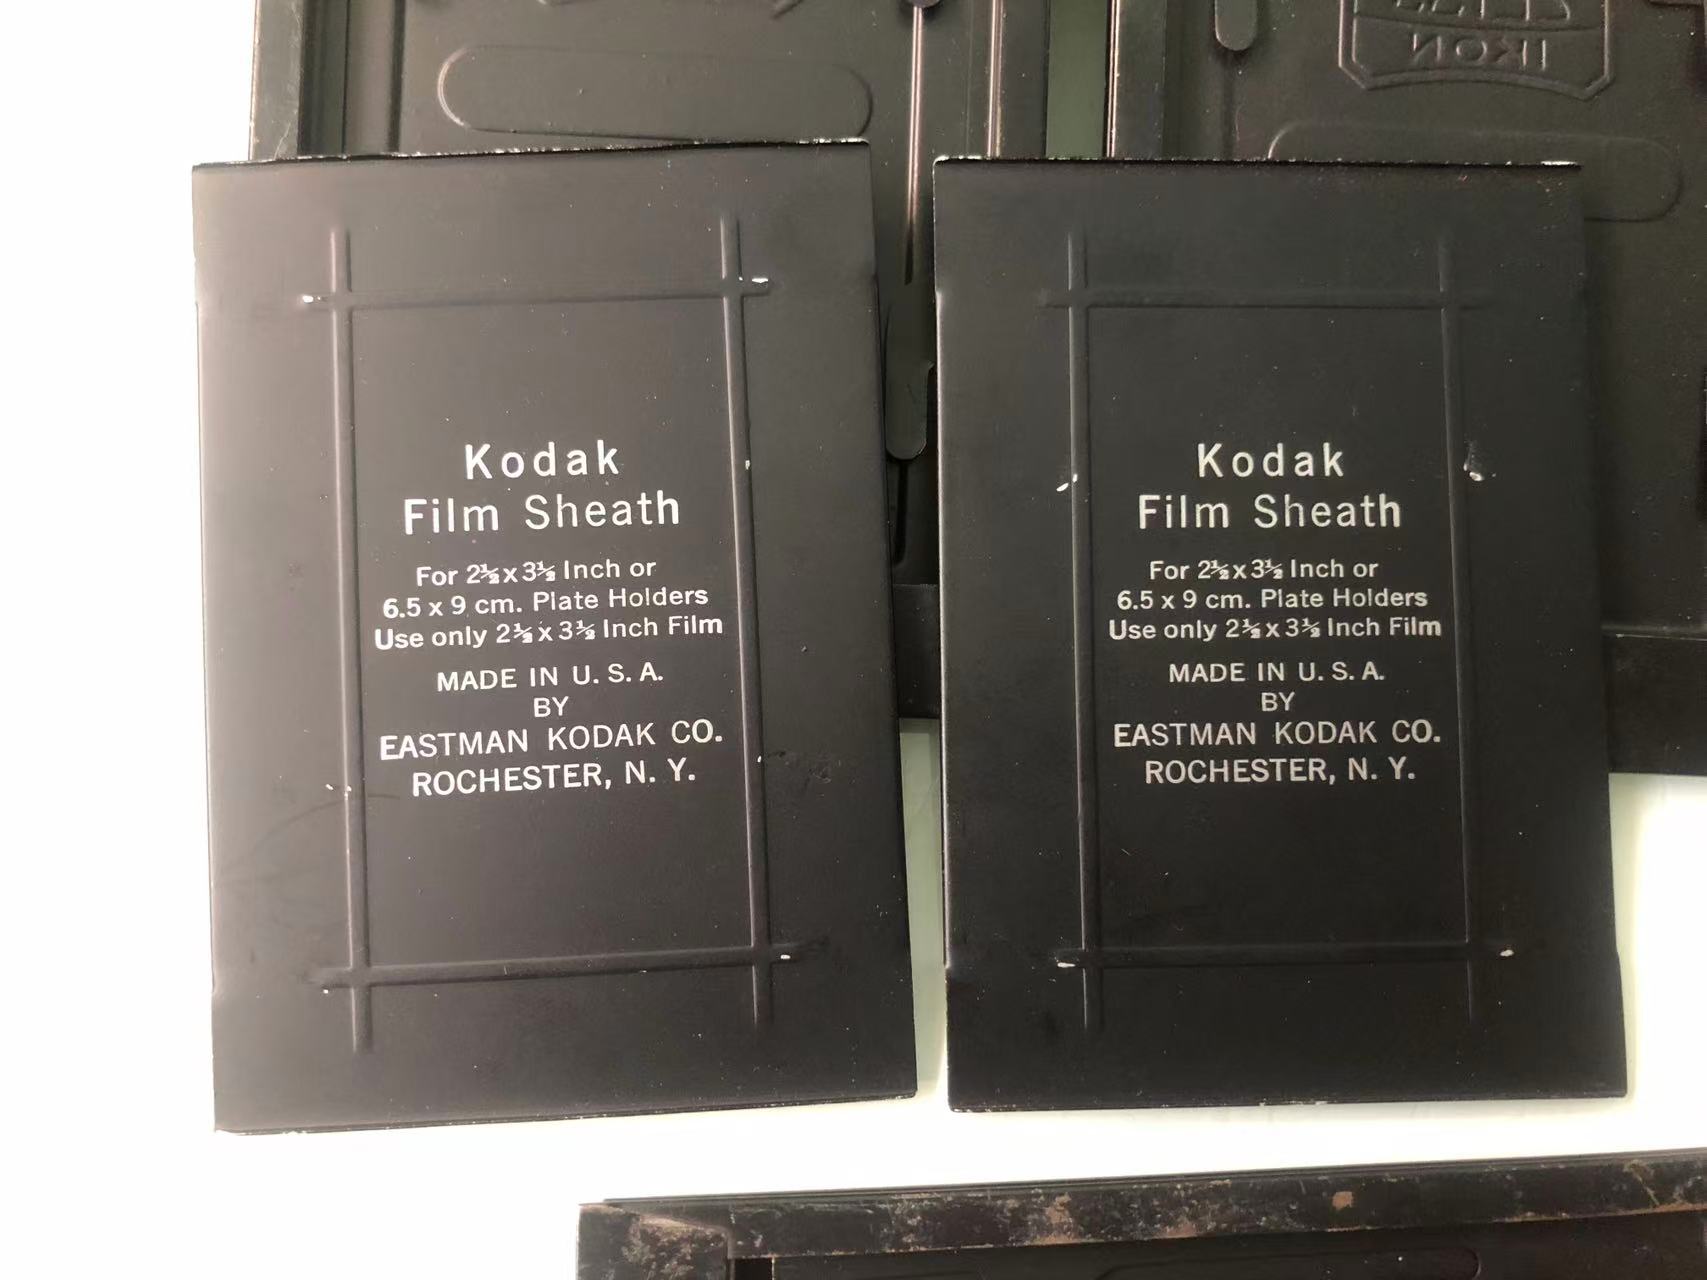 IKON
Kodak
Film Sheath
For 2½ x 3½ Inch or
6.5 x 9 cm. Plate Holders
Use only 2½ x 3½ Inch Film
MADE IN U. S. A.
BY
EASTMAN KODAK CO.
ROCHESTER, N. Y.
Kodak
Film Sheath
For 2½ x 3½ Inch or
6.5 x 9 cm. Plate Holders
Use only 2½ x 3½ Inch Film
MADE IN U. S. A.
BY
EASTMAN KODAK CO.
ROCHESTER, N. Y.